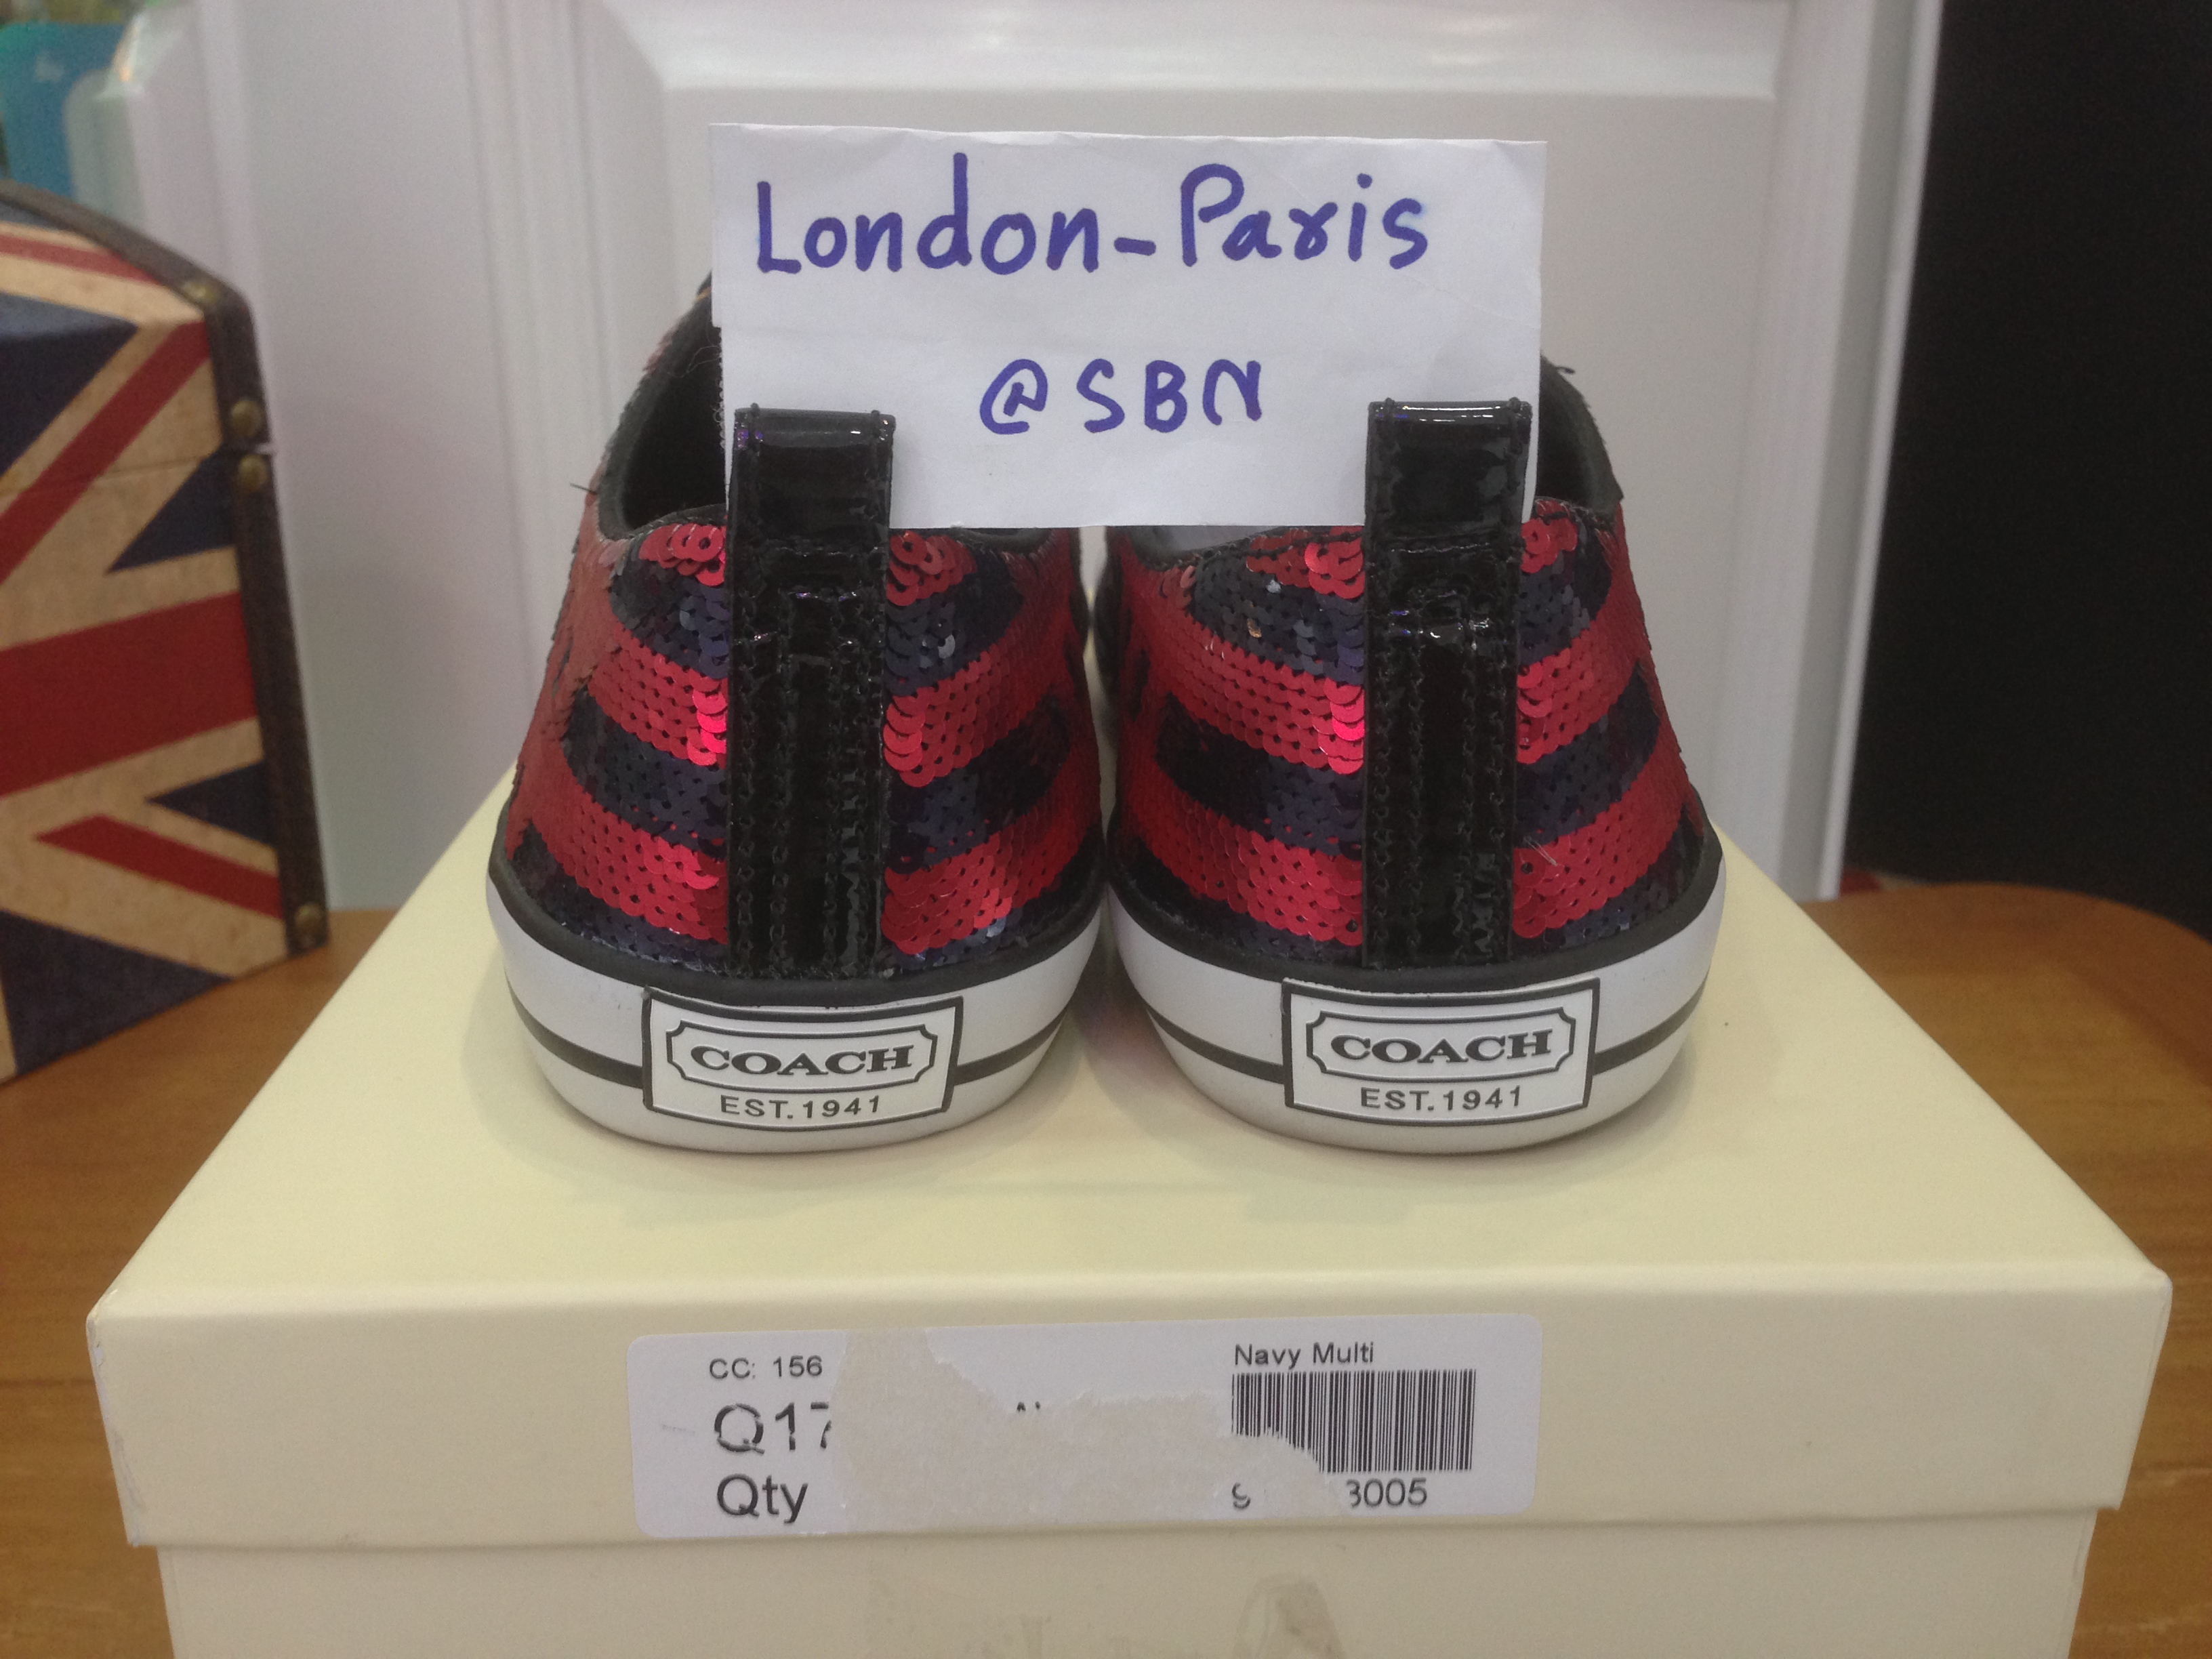 London-Paris
@SBN
COACH
EST. 1941
COACH
EST. 1941
CC: 156
Navy Multi
Q17
Qty
3005